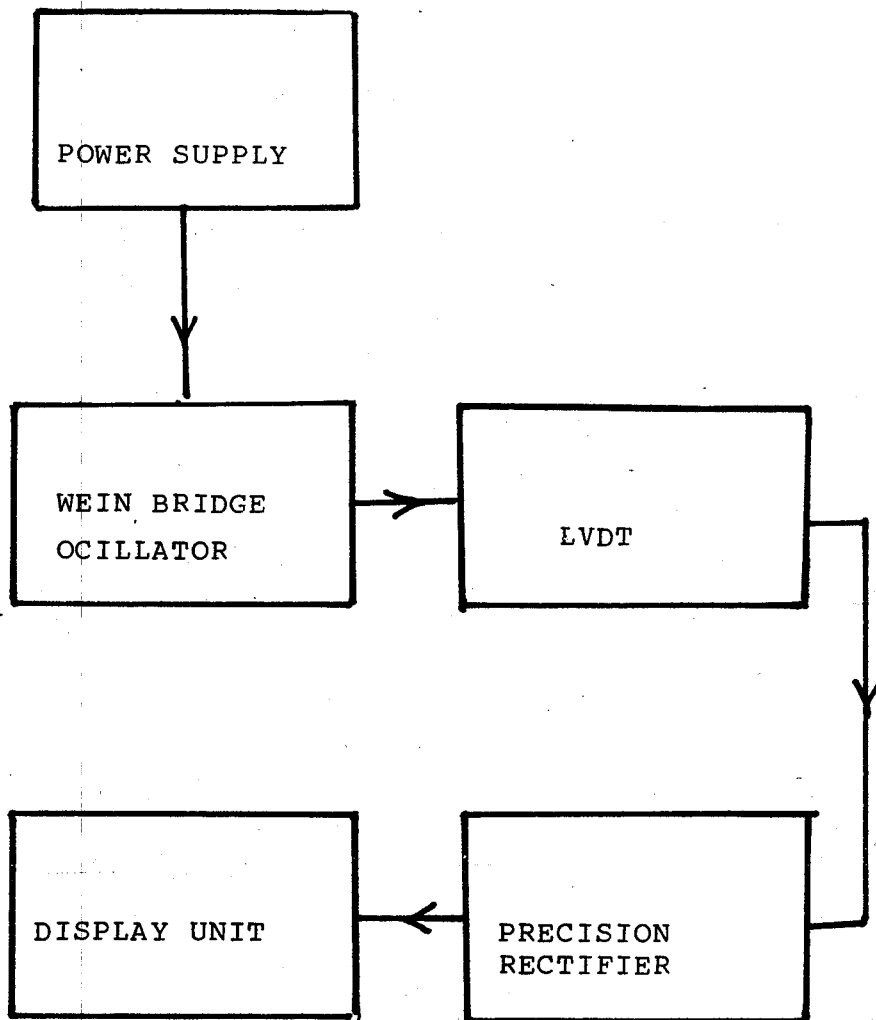 POWER SUPPLY
WEIN BRIDGE
OCILLATOR
LVDT
PRECISION
RECTIFIER
DISPLAY UNIT